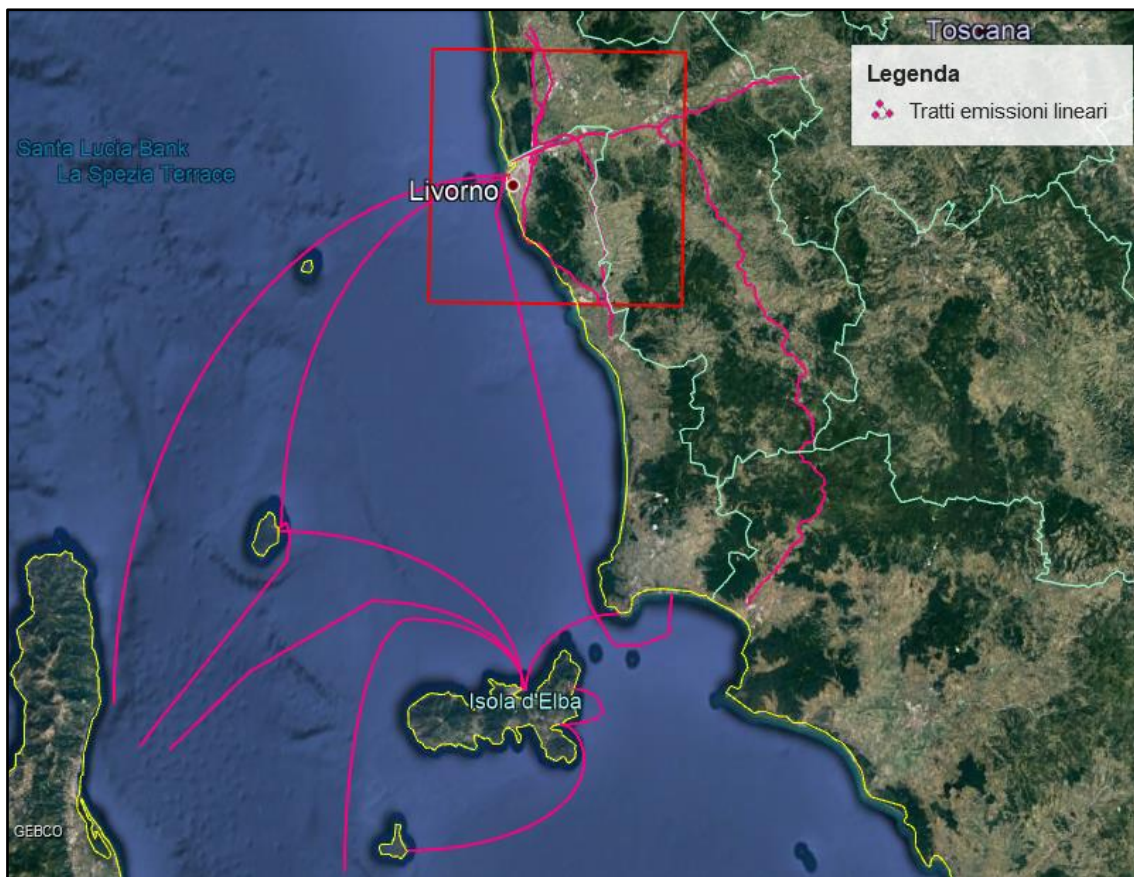 Toscana
Legenda
Tratti emissioni lineari
Santa Lucia Bank
La Spezia Terrace
Livorno
Isola d'Elba
GEBCO